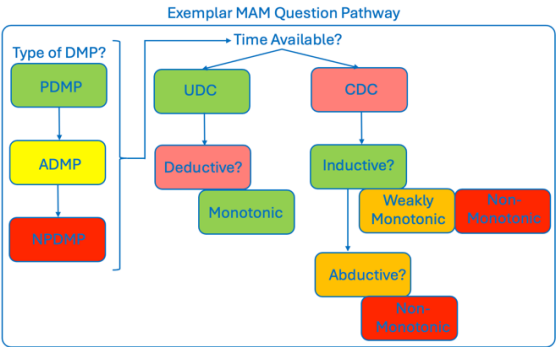 Exemplar MAM Question Pathway
Type of DMP?
PDMP
ADMP
NPDMP
Time Available?
UDC
Deductive?
Monotonic
CDC
Inductive?
Weakly
Monotonic
Non-
Monotonic
Abductive?
Non-
Monotonic